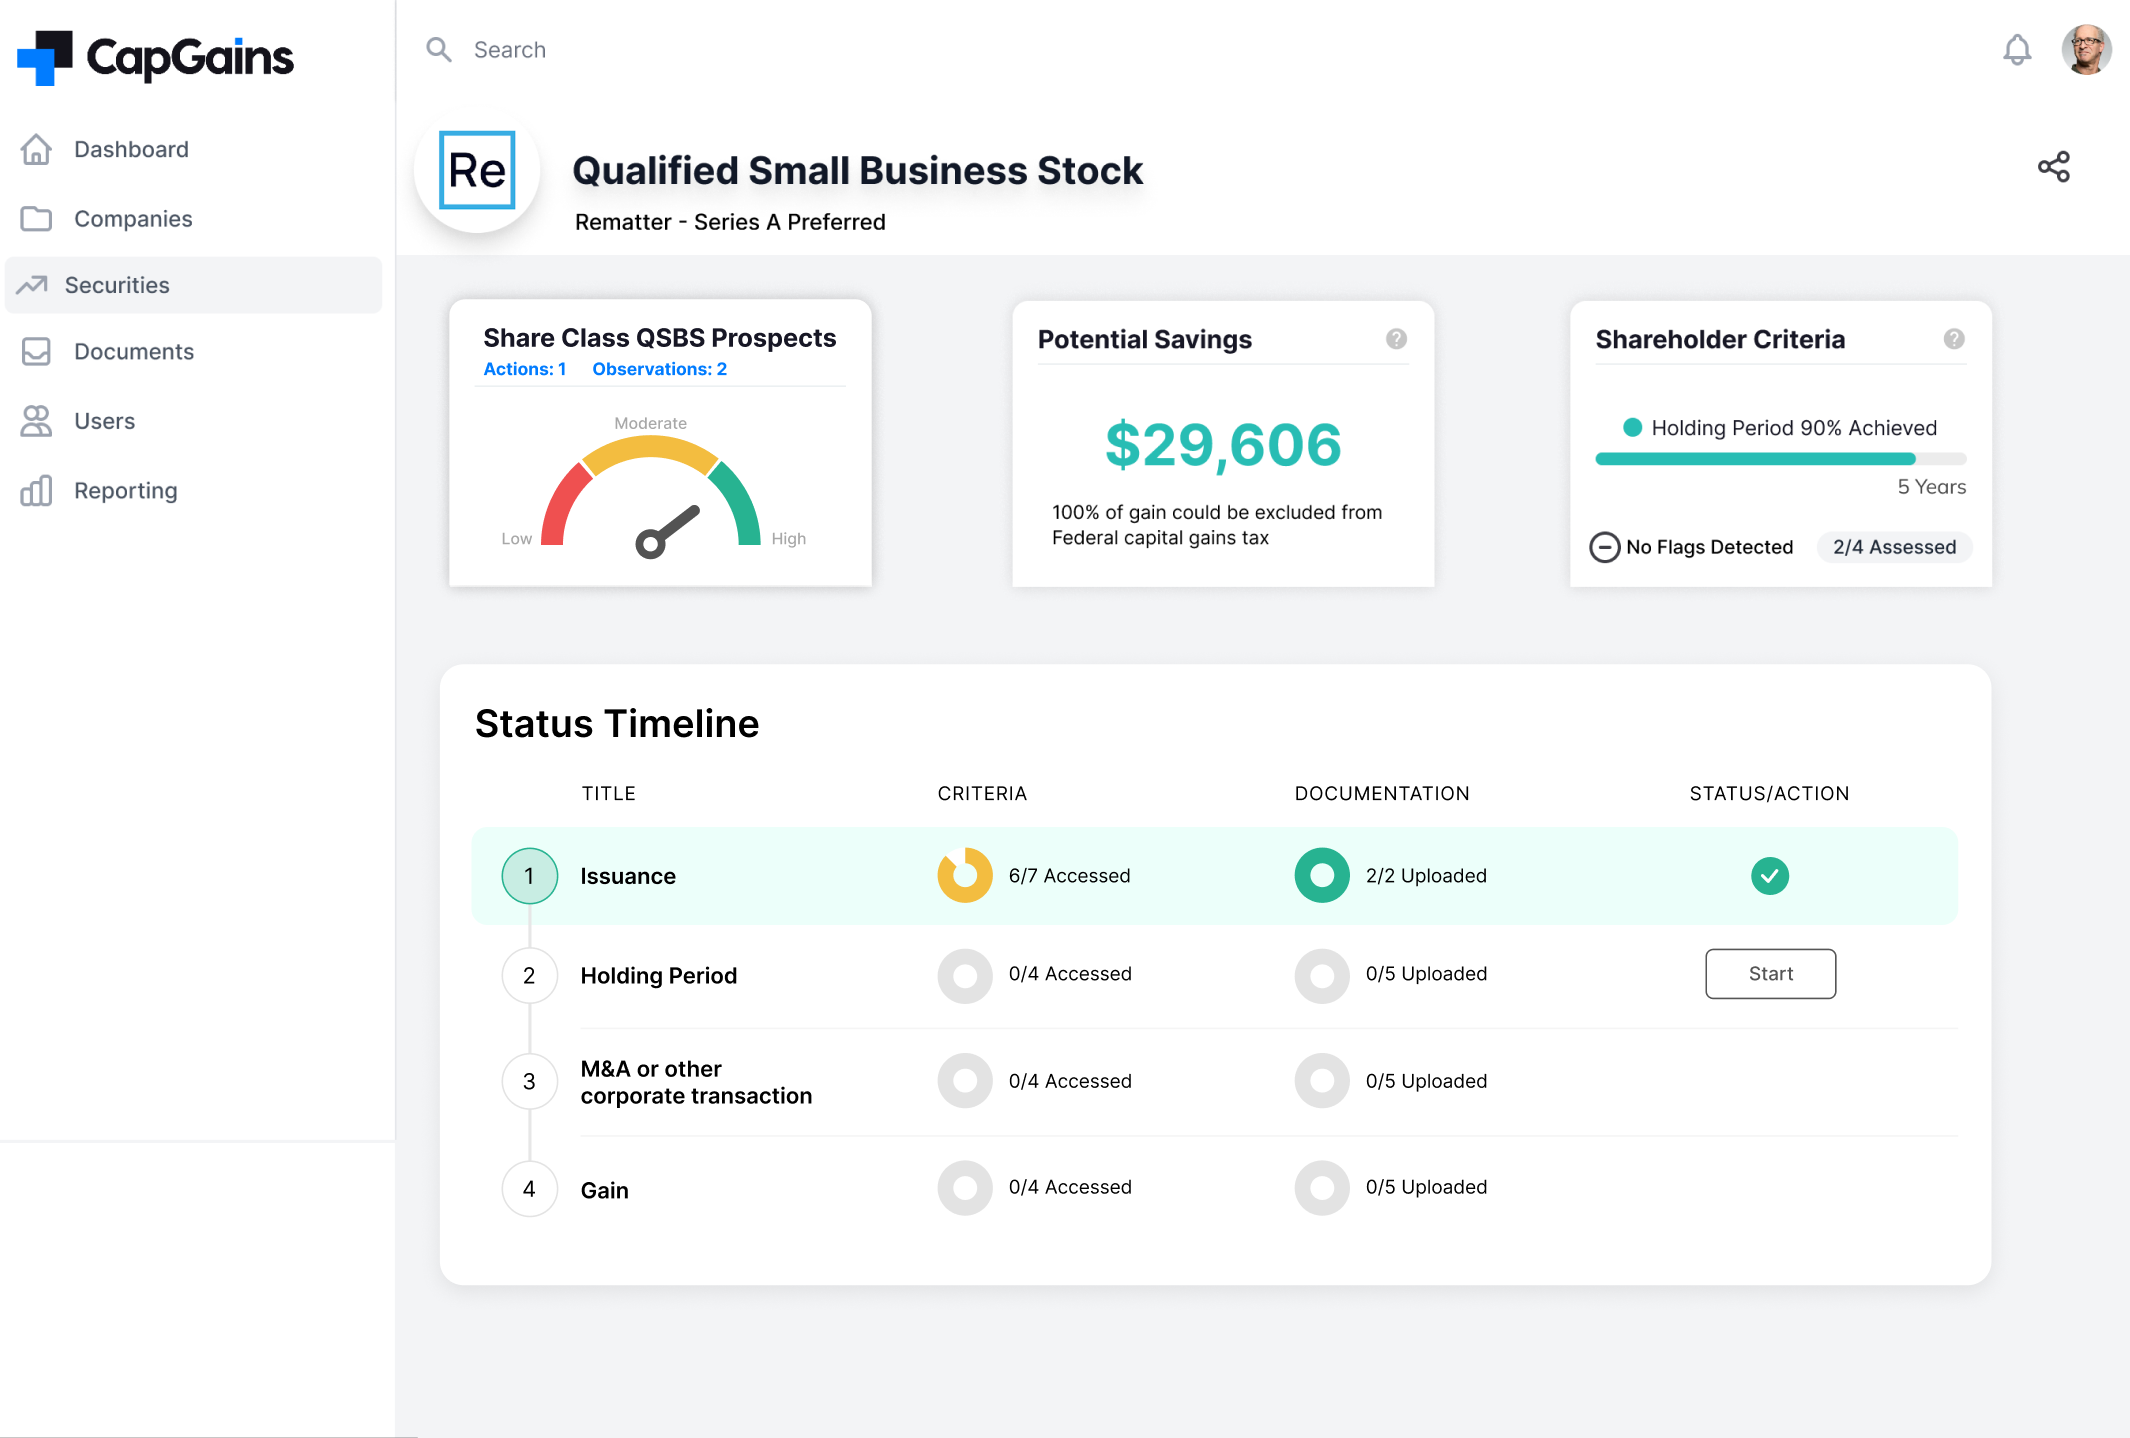 CapGains
Search
Dashboard
Companies
Securities
Documents
Users
Reporting
Re
Qualified Small Business Stock
Rematter - Series A Preferred
Share Class QSBS Prospects
Actions: 1 Observations: 2
Moderate
Low
High
Potential Savings
?
$29,606
100% of gain could be excluded from
Federal capital gains tax
Shareholder Criteria
?
Holding Period 90% Achieved
5 Years
No Flags Detected
2/4 Assessed
Status Timeline
TITLE CRITERIA DOCUMENTATION STATUS/ACTION
1 Issuance 6/7 Accessed 2/2 Uploaded
2 Holding Period 0/4 Accessed 0/5 Uploaded Start
3 M&A or other
corporate transaction 0/4 Accessed 0/5 Uploaded
4 Gain 0/4 Accessed 0/5 Uploaded